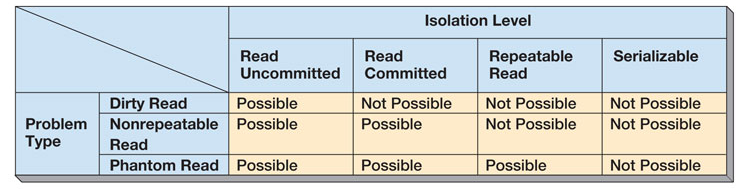 Isolation Level
Read Uncommitted Read Committed Repeatable Read Serializable
Problem Type
Dirty Read Possible Not Possible Not Possible Not Possible
Nonrepeatable Read Possible Possible Not Possible Not Possible
Phantom Read Possible Possible Possible Not Possible